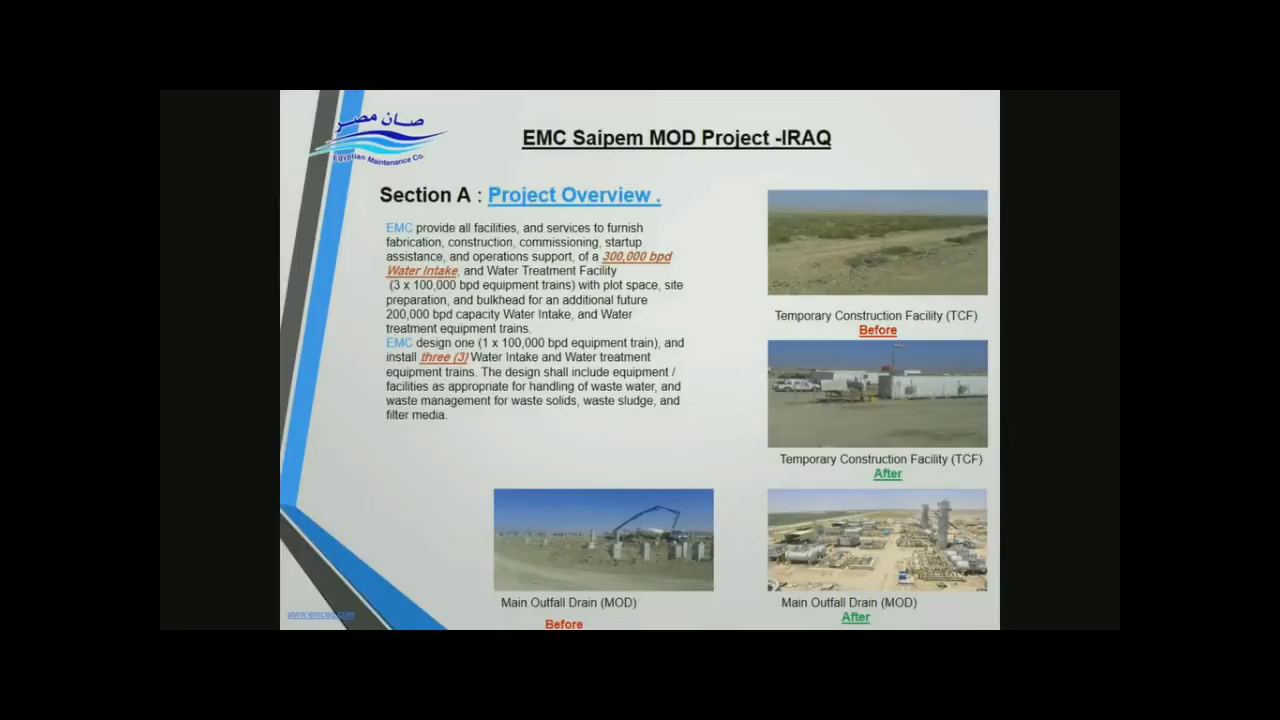 صان مصر
Egyptian Maintenance Co.
EMC Saipem MOD Project -IRAQ
Section A : Project Overview .
EMC provide all facilities, and services to furnish
fabrication, construction, commissioning, startup
assistance, and operations support, of a 300,000 bpd
Water Intake, and Water Treatment Facility
(3 x 100,000 bpd equipment trains) with plot space, site
preparation, and bulkhead for an additional future
200,000 bpd capacity Water Intake, and Water
treatment equipment trains.
EMC design one (1 x 100,000 bpd equipment train), and
install three (3) Water Intake and Water treatment
equipment trains. The design shall include equipment /
facilities as appropriate for handling of waste water, and
waste management for waste solids, waste sludge, and
filter media.
Temporary Construction Facility (TCF)
Before
Temporary Construction Facility (TCF)
After
Main Outfall Drain (MOD)
Before
Main Outfall Drain (MOD)
After